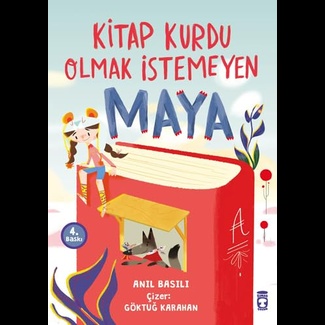 KİTAP KURDU
OLMAK İSTEMEYEN
MAYA
A
4.
Baskı
ANIL BASILI
Çizer:
GÖKTUĞ KARAHAN